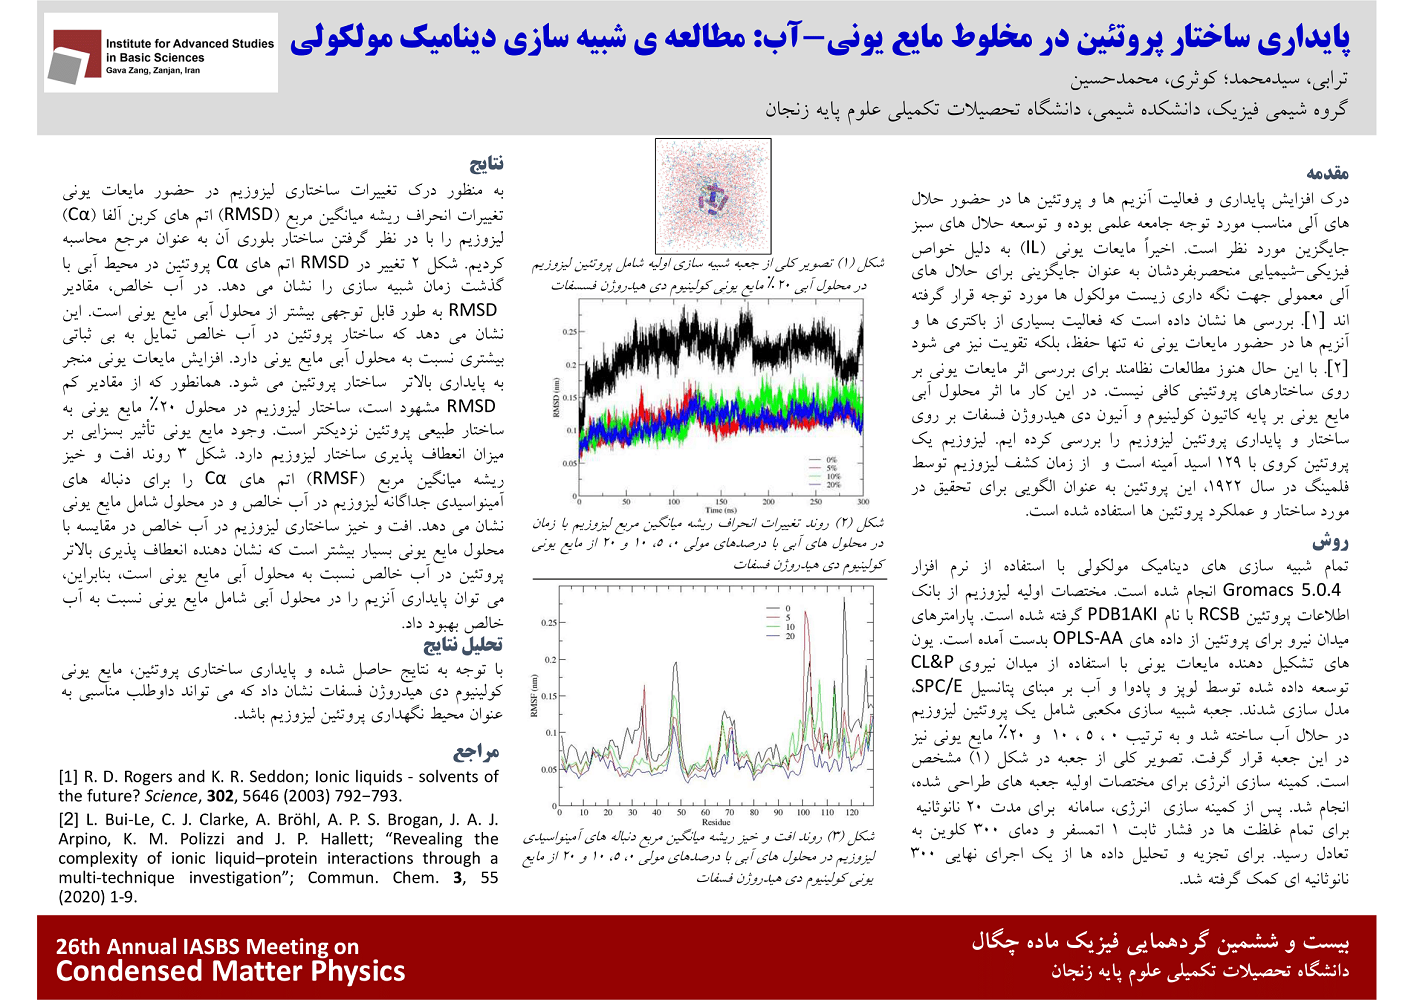 Institute for Advanced Studies
in Basic Sciences
Gava Zang, Zanjan, Iran
پایداری ساختار پروتئین در مخلوط مایع یونی-آب: مطالعه ی شبیه سازی دینامیک مولکولی
ترابی، سیدمحمد؛ کوثری، محمدحسین
گروه شیمی فیزیک، دانشکده شیمی، دانشگاه تحصیلات تکمیلی علوم پایه زنجان
مقدمه
درک افزایش پایداری و فعالیت آنزیم ها و پروتئین ها در حضور حلال
های آلی مناسب مورد توجه جامعه علمی بوده و توسعه حلال های سبز
جایگزین مورد نظر است. اخیراً مایعات یونی (IL) به دلیل خواص
فیزیکی-شیمیایی منحصربفردشان به عنوان جایگزینی برای حلال های
آلی معمولی جهت نگه داری زیست مولکول ها مورد توجه قرار گرفته
اند [۱]. بررسی ها نشان داده است که فعالیت بسیاری از باکتری ها و
آنزیم ها در حضور مایعات یونی نه تنها حفظ، بلکه تقویت نیز می شود
[۲]. با این حال هنوز مطالعات نظامند برای بررسی اثر مایعات یونی بر
روی ساختارهای پروتئینی کافی نیست. در این کار ما اثر محلول آبی
مایع یونی بر پایه کاتیون کولینیوم و آنیون دی هیدروژن فسفات بر روی
ساختار و پایداری پروتئین لیزوزیم را بررسی کرده ایم. لیزوزیم یک
پروتئین کروی با ۱۲۹ اسید آمینه است و از زمان کشف لیزوزیم توسط
فلمینگ در سال ۱۹۲۲، این پروتئین به عنوان الگویی برای تحقیق در
مورد ساختار و عملکرد پروتئین ها استفاده شده است.
روش
تمام شبیه سازی های دینامیک مولکولی با استفاده از نرم افزار
Gromacs 5.0.4 انجام شده است. مختصات اولیه لیزوزیم از بانک
اطلاعات پروتئین RCSB با نام PDB1AKI گرفته شده است. پارامترهای
میدان نیرو برای پروتئین از داده های OPLS-AA بدست آمده است. یون
های تشکیل دهنده مایعات یونی با استفاده از میدان نیروی CL&P
توسعه داده شده توسط لوپز و پادوا و آب بر مبنای پتانسیل SPC/E،
مدل سازی شدند. جعبه شبیه سازی مکعبی شامل یک پروتئین لیزوزیم
در حلال آب ساخته شد و به ترتیب ۰ ، ۵ ، ۱۰ و ۲۰٪ مایع یونی نیز
در این جعبه قرار گرفت. تصویر کلی از جعبه در شکل (۱) مشخص
است. کمینه سازی انرژی برای مختصات اولیه جعبه های طراحی شده،
انجام شد. پس از کمینه سازی انرژی، سامانه برای مدت ۲۰ نانوثانیه
برای تمام غلظت ها در فشار ثابت ۱ اتمسفر و دمای ۳۰۰ کلوین به
تعادل رسید. برای تجزیه و تحلیل داده ها از یک اجرای نهایی ۳۰۰
نانوثانیه ای کمک گرفته شد.
شکل (۱) تصویر کلی از جعبه شبیه سازی اولیه شامل پروتئین لیزوزیم
در محلول آبی ۲۰٪ مایع یونی کولینیوم دی هیدروژن فسسفات
0.25
0.2
0.15
0.1
0.05
0
RMSD (nm)
0%
5%
10%
20%
0 50 100 150 200 250 300
Time (ns)
شکل (۲) روند تغییرات انحراف ریشه میانگین مربع لیزوزیم با زمان
در محلول های آبی با درصدهای مولی ۰، ۵، ۱۰ و ۲۰ از مایع یونی
کولینیوم دی هیدروژن فسفات
0.25
0.2
0.15
0.1
0.05
0
RMSF (nm)
0
5
10
20
0 10 20 30 40 50 60 70 80 90 100 110 120
Residue
شکل (۳) روند افت و خیز ریشه میانگین مربع دنباله های آمینواسیدی
لیزوزیم در محلول های آبی با درصدهای مولی ۰، ۵، ۱۰ و ۲۰ از مایع
یونی کولینیوم دی هیدروژن فسفات
نتایج
به منظور درک تغییرات ساختاری لیزوزیم در حضور مایعات یونی
تغییرات انحراف ریشه میانگین مربع (RMSD) اتم های کربن آلفا (Cα)
لیزوزیم را با در نظر گرفتن ساختار بلوری آن به عنوان مرجع محاسبه
کردیم. شکل ۲ تغییر در RMSD اتم های Cα پروتئین در محیط آبی با
گذشت زمان شبیه سازی را نشان می دهد. در آب خالص، مقادیر
RMSD به طور قابل توجهی بیشتر از محلول آبی مایع یونی است. این
نشان می دهد که ساختار پروتئین در آب خالص تمایل به بی ثباتی
بیشتری نسبت به محلول آبی مایع یونی دارد. افزایش مایعات یونی منجر
به پایداری بالاتر ساختار پروتئین می شود. همانطور که از مقادیر کم
RMSD مشهود است، ساختار لیزوزیم در محلول ۲۰٪ مایع یونی به
ساختار طبیعی پروتئین نزدیکتر است. وجود مایع یونی تأثیر بسزایی بر
میزان انعطاف پذیری ساختار لیزوزیم دارد. شکل ۳ روند افت و خیز
ریشه میانگین مربع (RMSF) اتم های Cα را برای دنباله های
آمینواسیدی جداگانه لیزوزیم در آب خالص و در محلول شامل مایع یونی
نشان می دهد. افت و خیز ساختاری لیزوزیم در آب خالص در مقایسه با
محلول مایع یونی بسیار بیشتر است که نشان دهنده انعطاف پذیری بالاتر
پروتئین در آب خالص نسبت به محلول آبی مایع یونی است، بنابراین،
می توان پایداری آنزیم را در محلول آبی شامل مایع یونی نسبت به آب
خالص بهبود داد.
تحلیل نتایج
با توجه به نتایج حاصل شده و پایداری ساختاری پروتئین، مایع یونی
کولینیوم دی هیدروژن فسفات نشان داد که می تواند داوطلب مناسبی به
عنوان محیط نگهداری پروتئین لیزوزیم باشد.
مراجع
[1] R. D. Rogers and K. R. Seddon; Ionic liquids - solvents of
the future? Science, 302, 5646 (2003) 792–793.
[2] L. Bui-Le, C. J. Clarke, A. Bröhl, A. P. S. Brogan, J. A. J.
Arpino, K. M. Polizzi and J. P. Hallett; “Revealing the
complexity of ionic liquid–protein interactions through a
multi-technique investigation”; Commun. Chem. 3, 55
(2020) 1-9.
26th Annual IASBS Meeting on
Condensed Matter Physics
بیست و ششمین گردهمایی فیزیک ماده چگال
دانشگاه تحصیلات تکمیلی علوم پایه زنجان